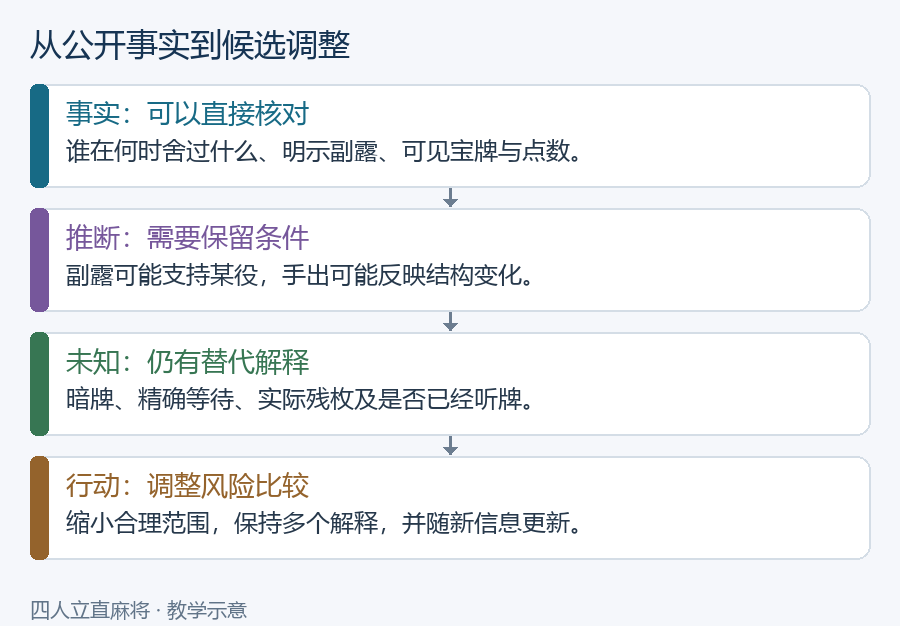 从公开事实到候选调整
事实：可以直接核对
谁在何时舍过什么、明示副露、可见宝牌与点数。
推断：需要保留条件
副露可能支持某役，手出可能反映结构变化。
未知：仍有替代解释
暗牌、精确等待、实际残枚及是否已经听牌。
行动：调整风险比较
缩小合理范围，保持多个解释，并随新信息更新。
四人立直麻将 · 教学示意